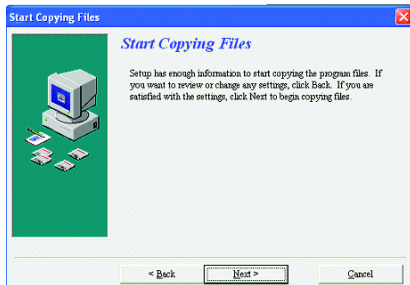 Start Copying Files
Start Copying Files
Setup has enough information to start copying the program files. If
you want to review or change any settings, click Back. If you are
satisfied with the settings, click Next to begin copying files.
< Back
Next >
Cancel